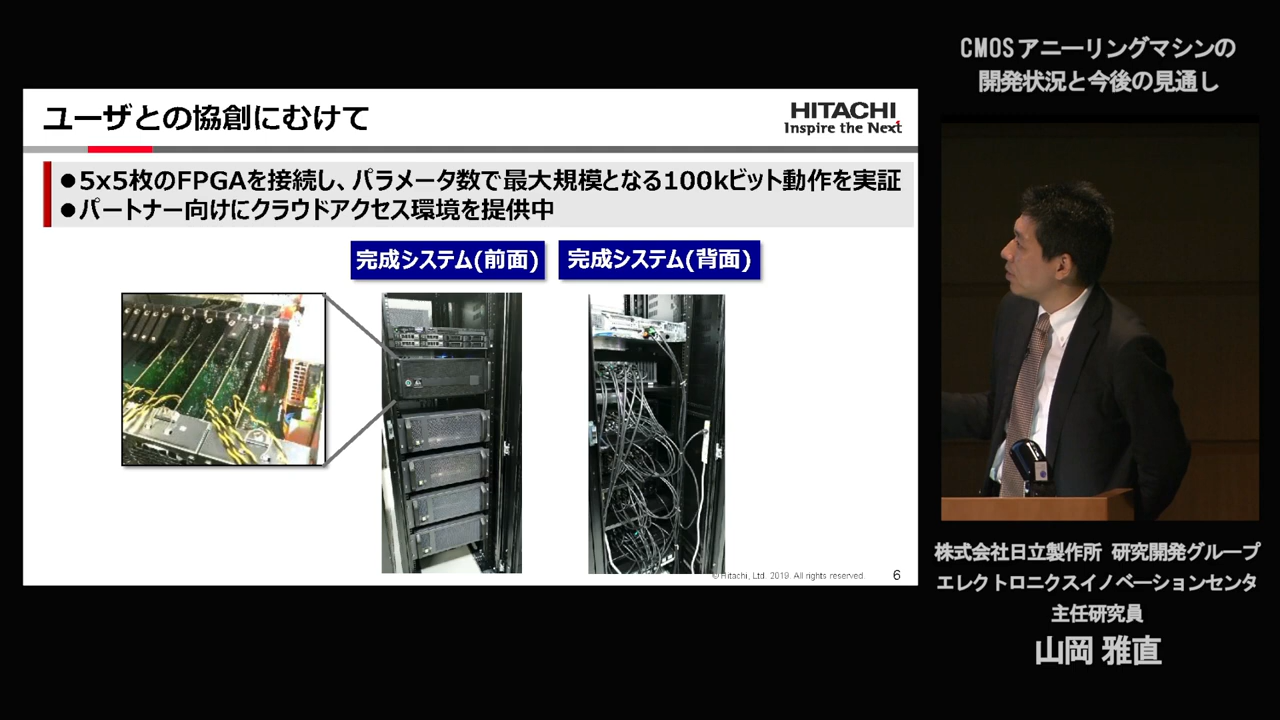 CMOSアニーリングマシンの
開発状況と今後の見通し
ユーザとの協創にむけて
HITACHI
Inspire the Next
●5x5枚のFPGAを接続し、パラメータ数で最大規模となる100kビット動作を実証
●パートナー向けにクラウドアクセス環境を提供中
完成システム(前面)
完成システム(背面)
© Hitachi, Ltd. 2019. All rights reserved.
6
株式会社日立製作所 研究開発グループ
エレクトロニクスイノベーションセンタ
主任研究員
山岡 雅直